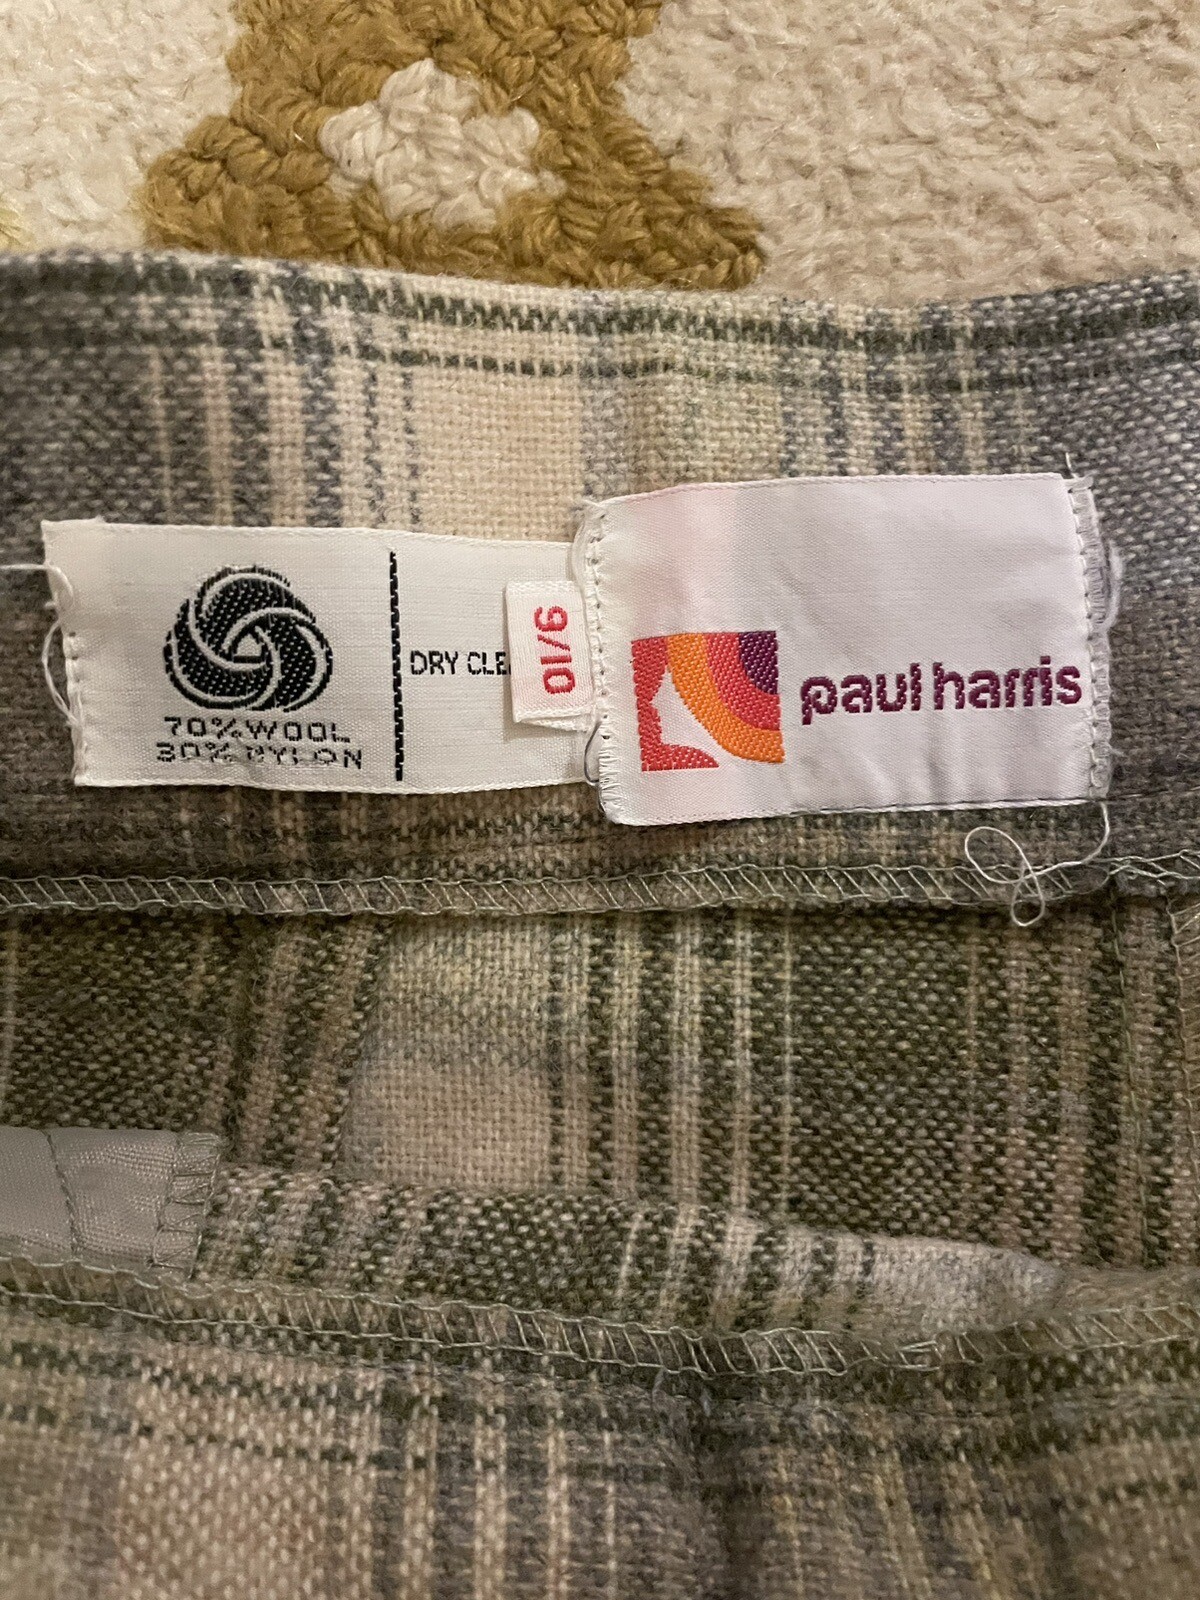 70% WOOL
30% NYLON
DRY CLE
9/10
paul harris